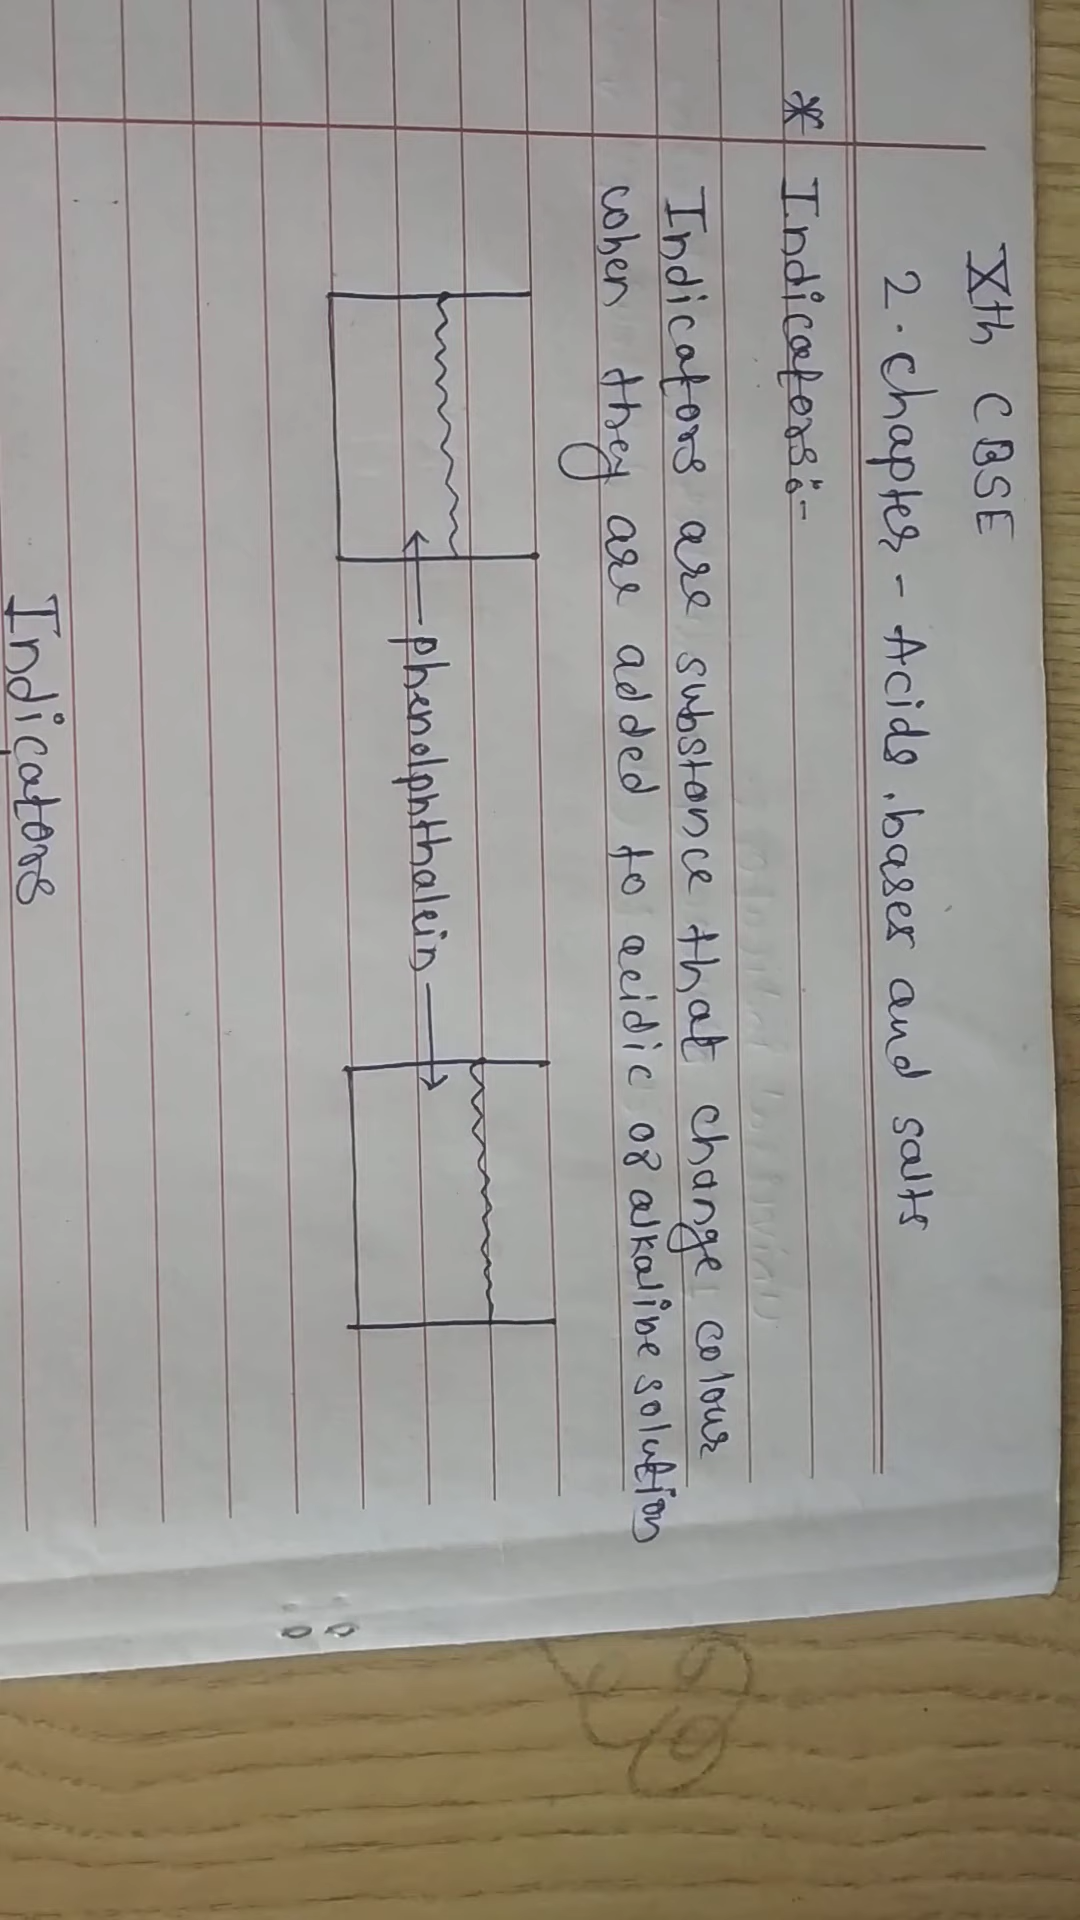 Xth CBSE
2. chapter - Acids, bases and salts
* Indicators:-
Indicators are substance that change colour
when they are added to acidic or alkaline solution
phenolphthalein
Indicators